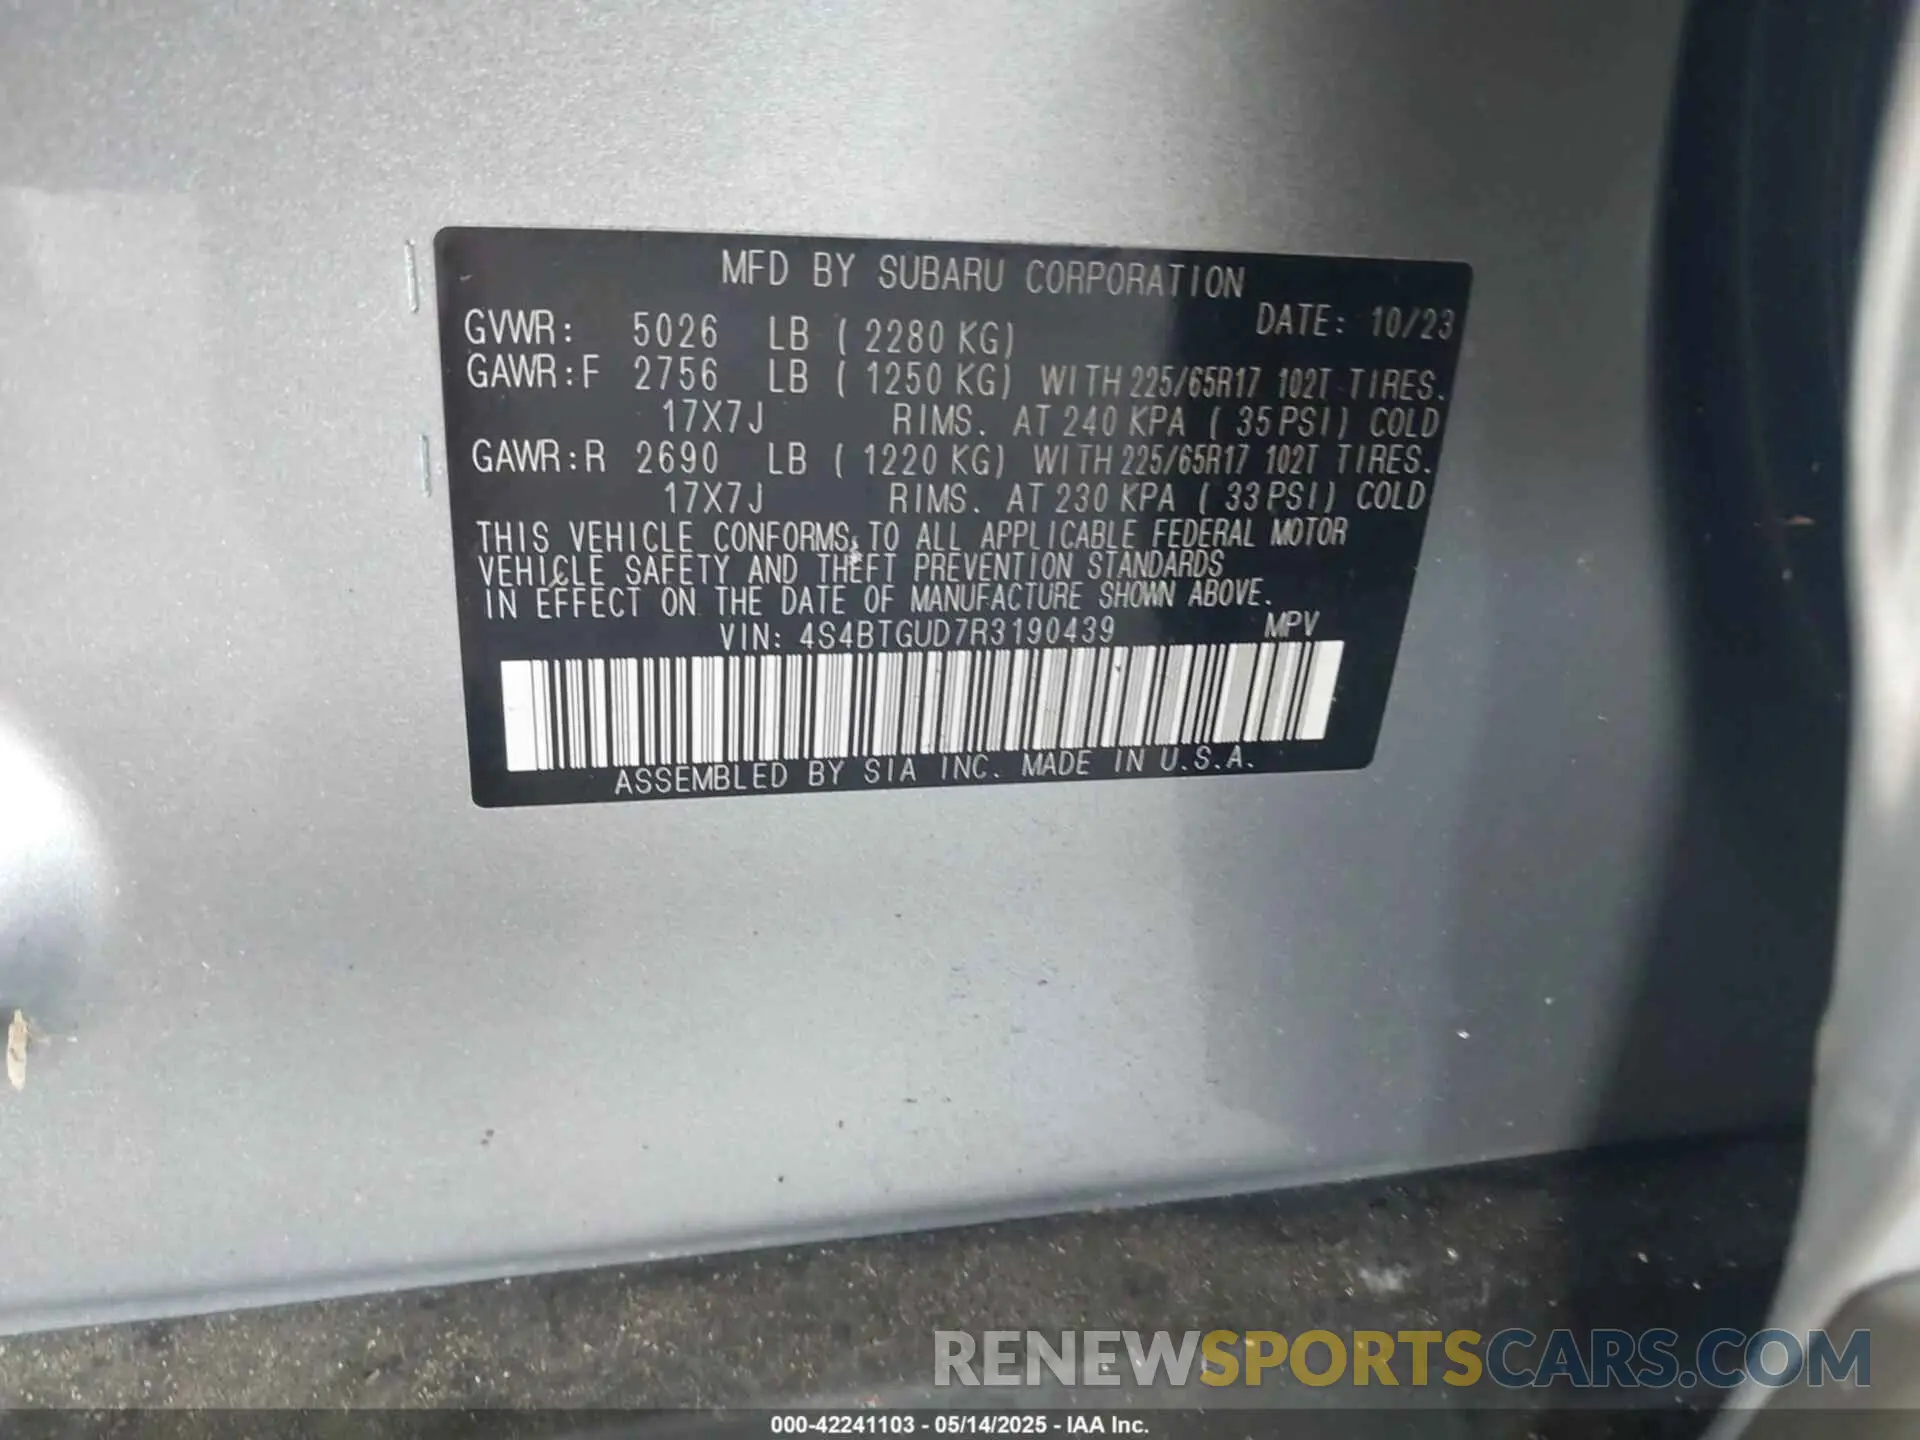 MFD BY SUBARU CORPORATION
DATE: 10/23
GVWR: 5026 LB ( 2280 KG)
GAWR:F 2756 LB ( 1250 KG) WITH 225/65R17 102T TIRES.
17X7J RIMS. AT 240 KPA ( 35 PSI) COLD
GAWR:R 2690 LB ( 1220 KG) WITH 225/65R17 102T TIRES.
17X7J RIMS. AT 230 KPA ( 33 PSI) COLD
THIS VEHICLE CONFORMS TO ALL APPLICABLE FEDERAL MOTOR
VEHICLE SAFETY AND THEFT PREVENTION STANDARDS
IN EFFECT ON THE DATE OF MANUFACTURE SHOWN ABOVE.
VIN: 4S4BTGUD7R3190439 MPV
ASSEMBLED BY SIA INC. MADE IN U.S.A.
RENEWSPORTSCARS.COM
000-42241103 - 05/14/2025 - IAA Inc.